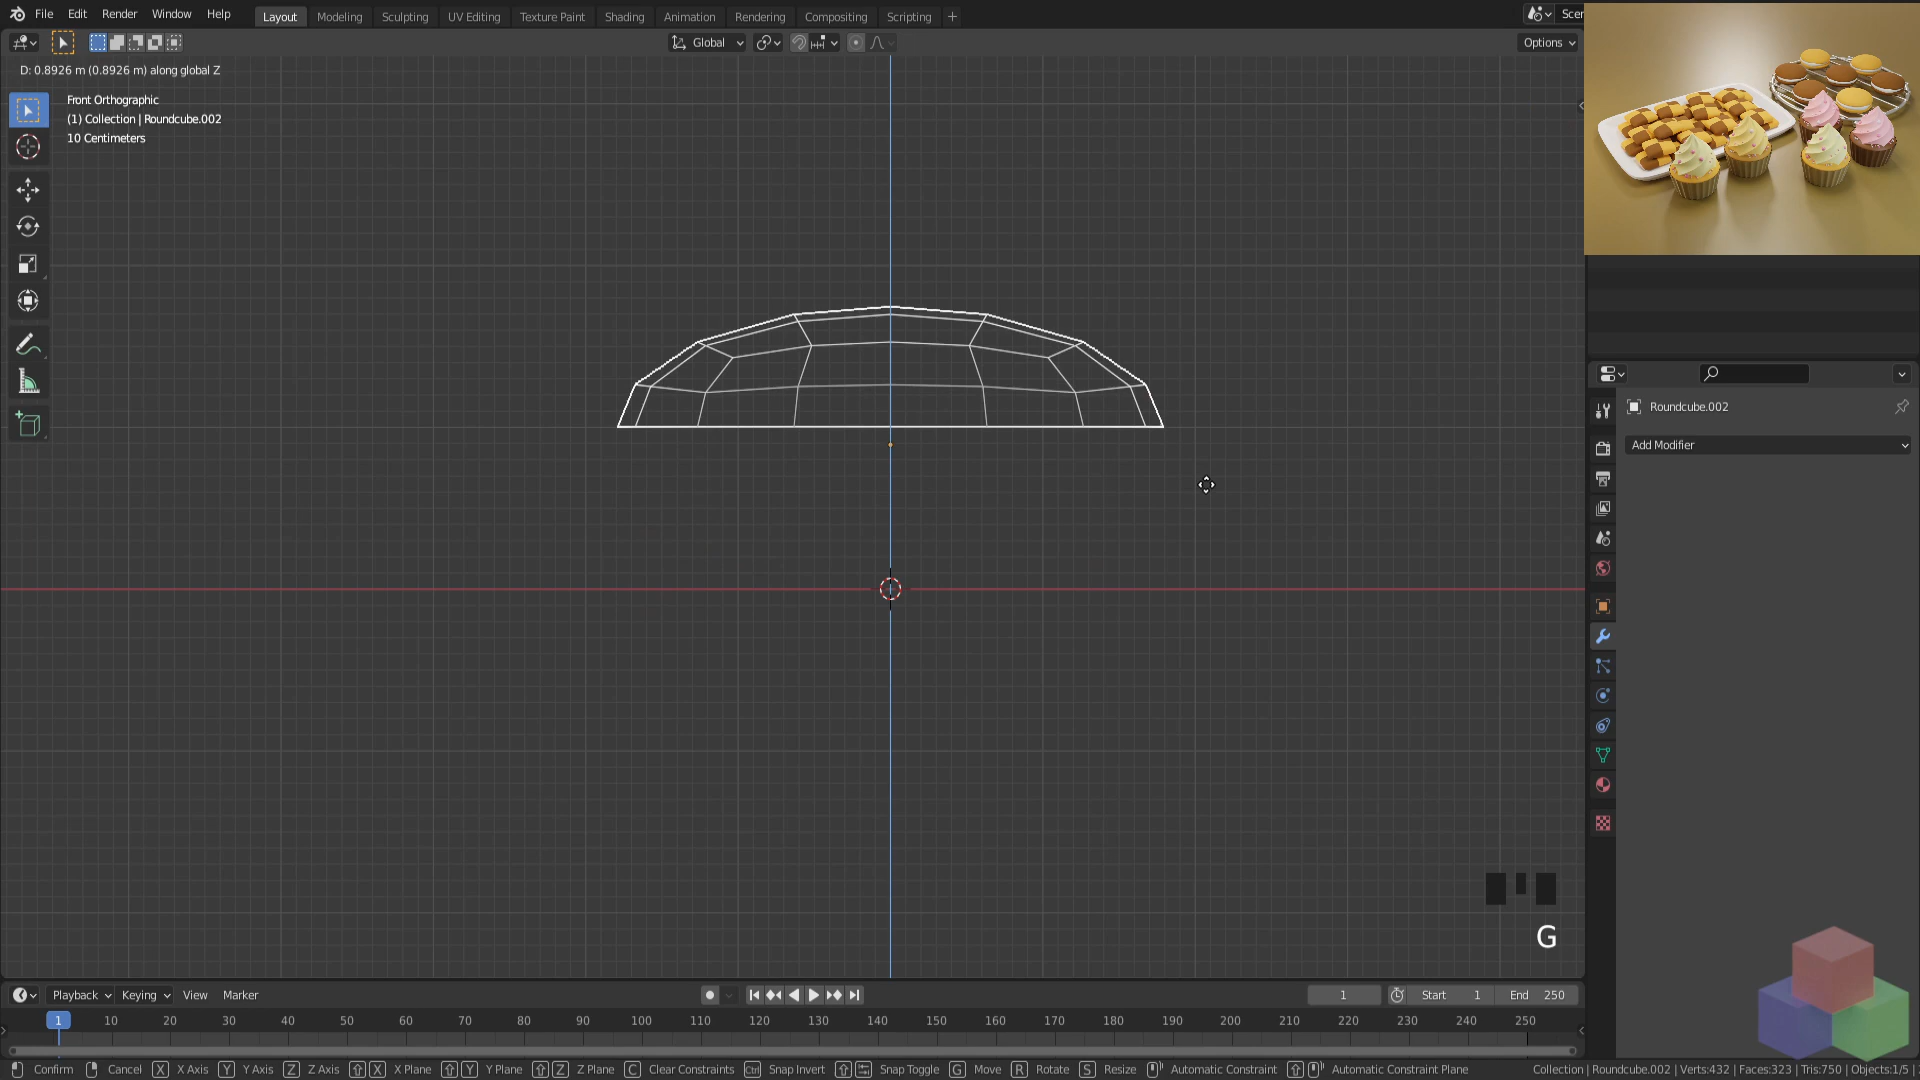 File Edit Render Window Help Layout Modeling Sculpting UV Editing Texture Paint Shading Animation Rendering Compositing Scripting + Scer
Global Options
D: 0.8926 m (0.8926 m) along global Z
Front Orthographic
(1) Collection | Roundcube.002
10 Centimeters
Roundcube.002
Add Modifier
G
Playback Keying View Marker 1 Start 1 End 250
1 10 20 30 40 50 60 70 80 90 100 110 120 130 140 150 160 170 180 190 200 210 220 230 240 250
Confirm Cancel X X Axis Y Y Axis Z Z Axis X X Plane Y Y Plane Z Z Plane C Clear Constraints Ctrl Snap Invert Snap Toggle G Move R Rotate S Resize Automatic Constraint Automatic Constraint Plane Collection | Roundcube.002 | Verts:432 | Faces:323 | Tris:750 | Objects:1/5 |